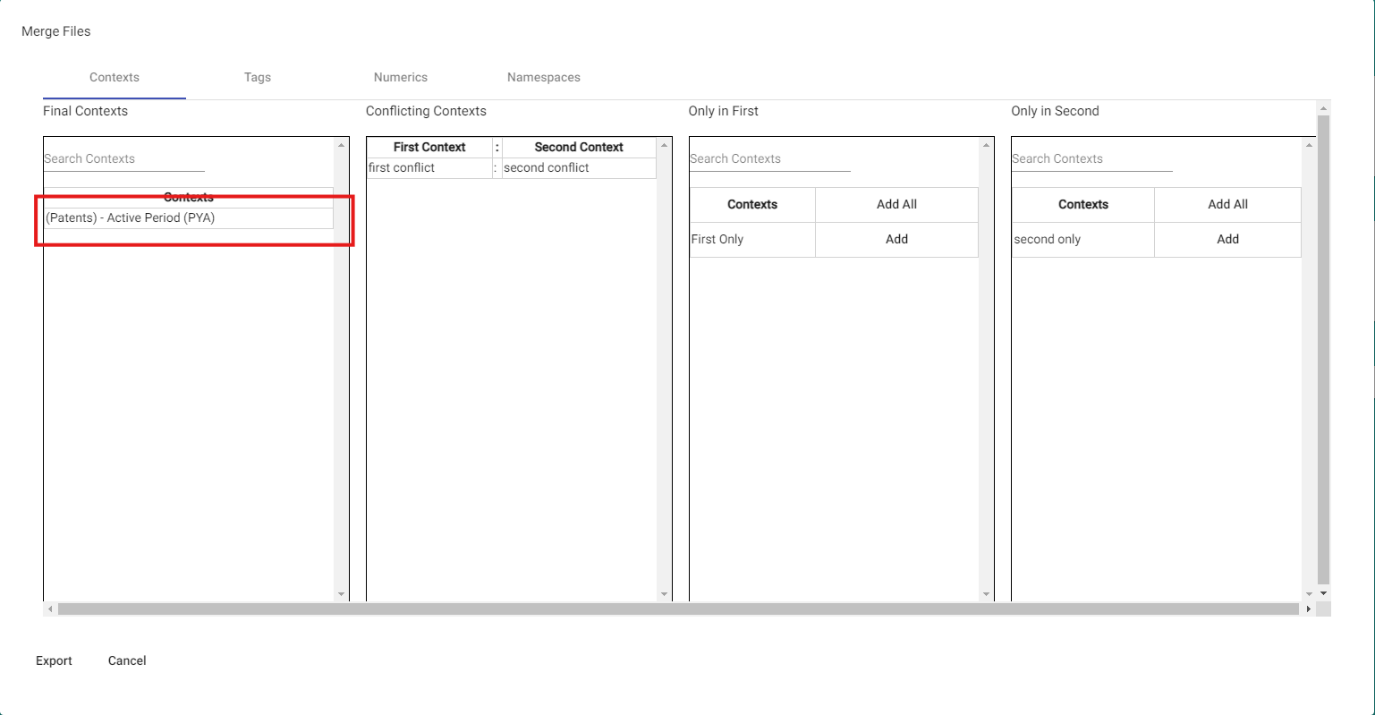 Merge Files
Contexts Tags Numerics Namespaces
Final Contexts
Search Contexts
Contexts
(Patents) - Active Period (PYA)
Conflicting Contexts
First Context : Second Context
first conflict : second conflict
Only in First
Search Contexts
Contexts Add All
First Only Add
Only in Second
Search Contexts
Contexts Add All
second only Add
Export Cancel